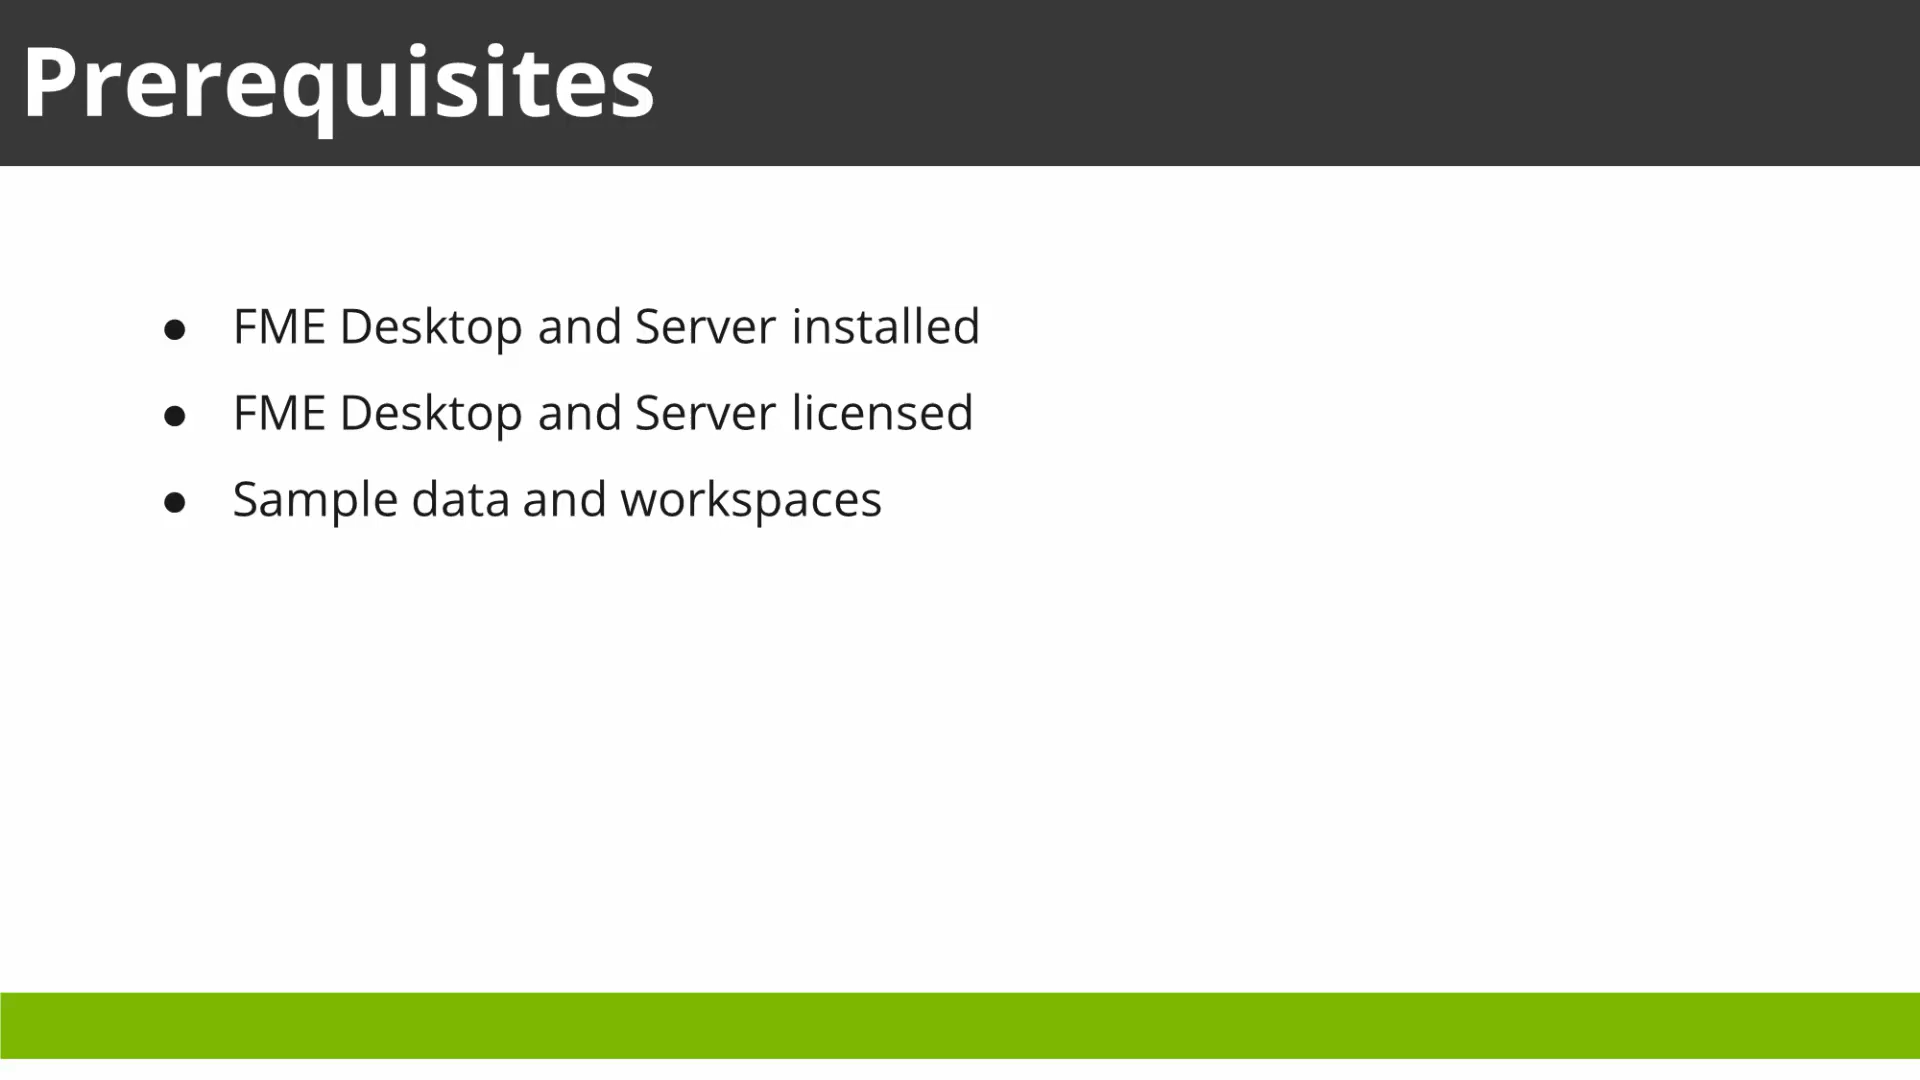 Prerequisites
● FME Desktop and Server installed
● FME Desktop and Server licensed
● Sample data and workspaces